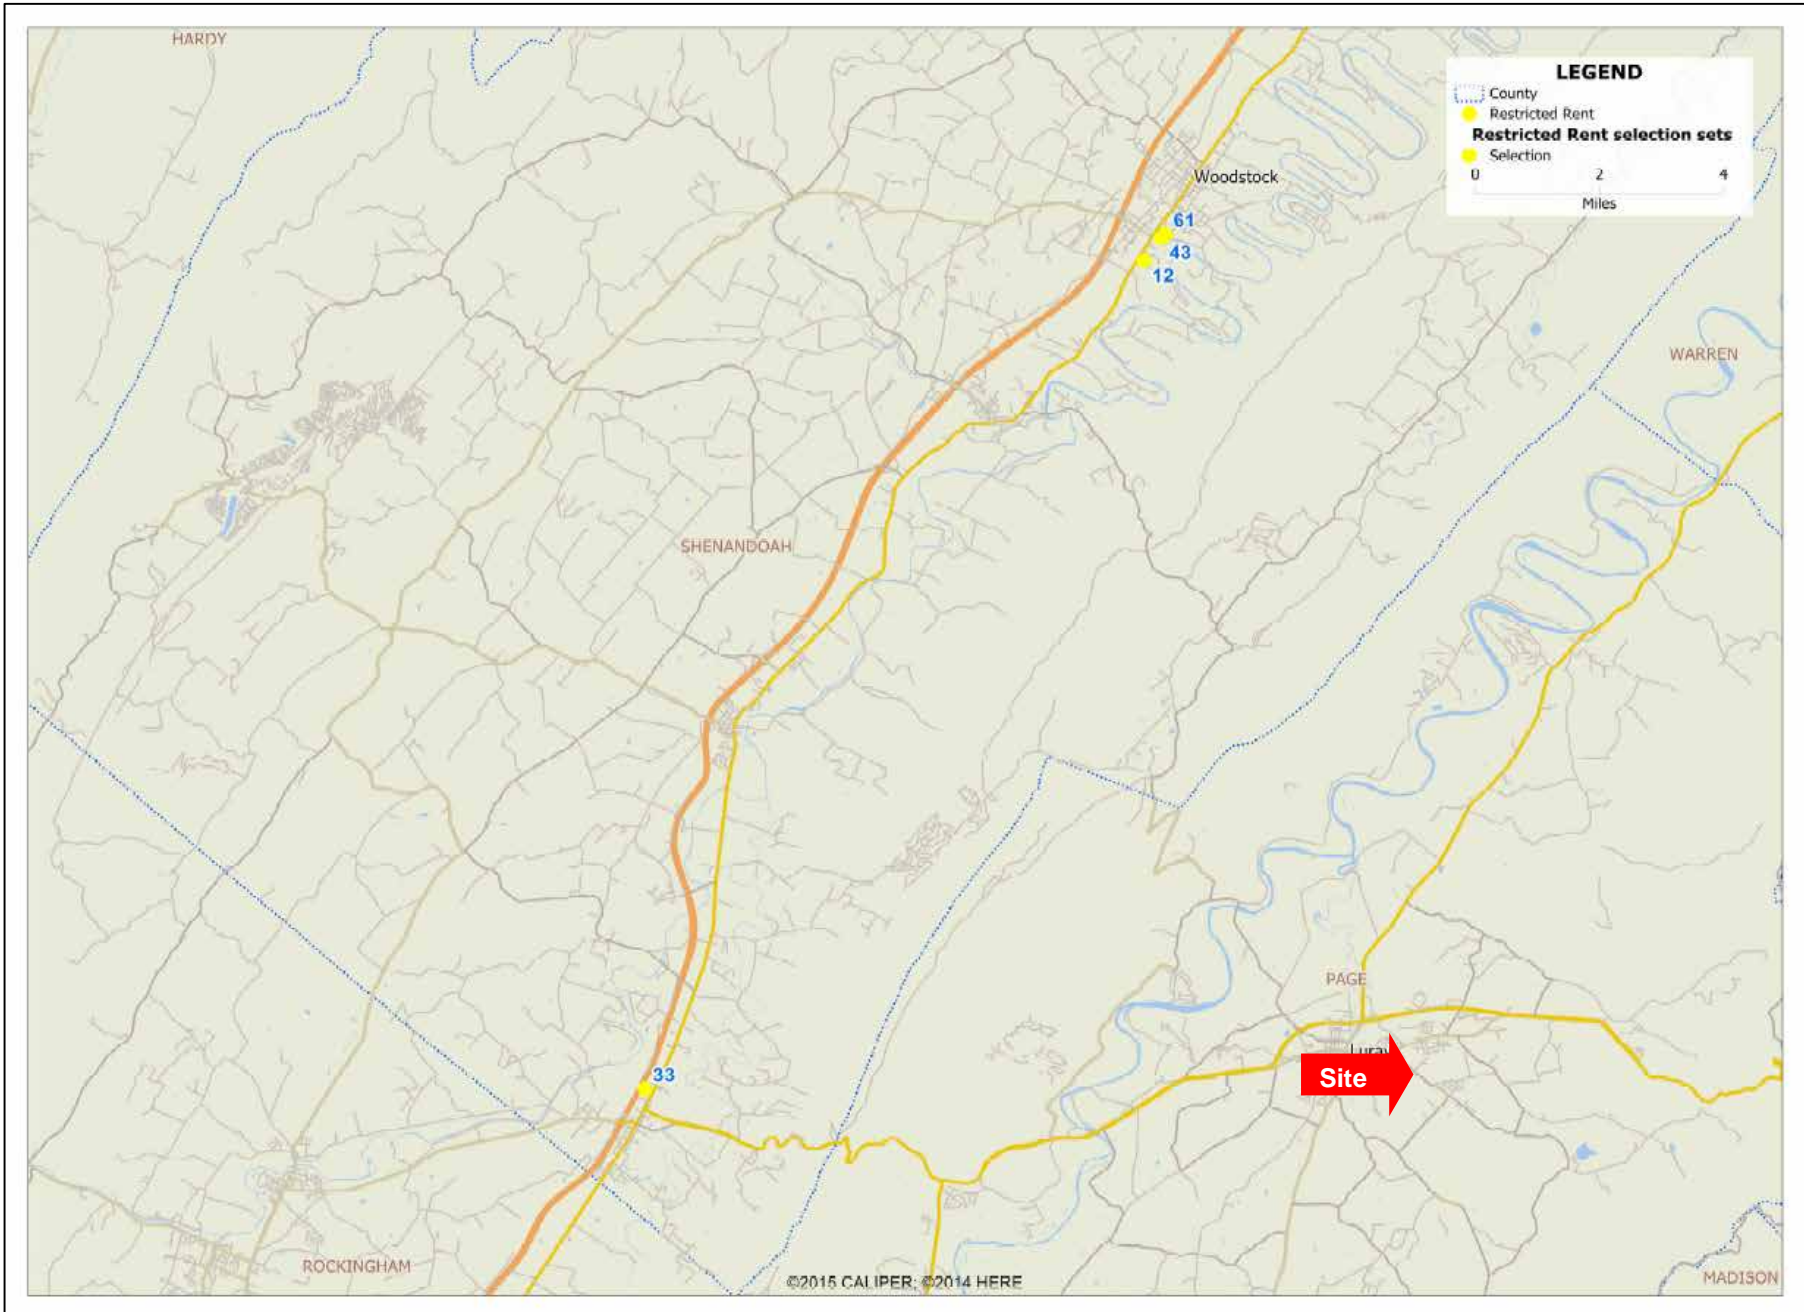 HARDY
LEGEND
County
Restricted Rent
Restricted Rent selection sets
Selection
0 2 4
Miles
Woodstock
61
43
12
WARREN
SHENANDOAH
PAGE
Luray
Site
33
ROCKINGHAM
©2015 CALIPER; ©2014 HERE
MADISON